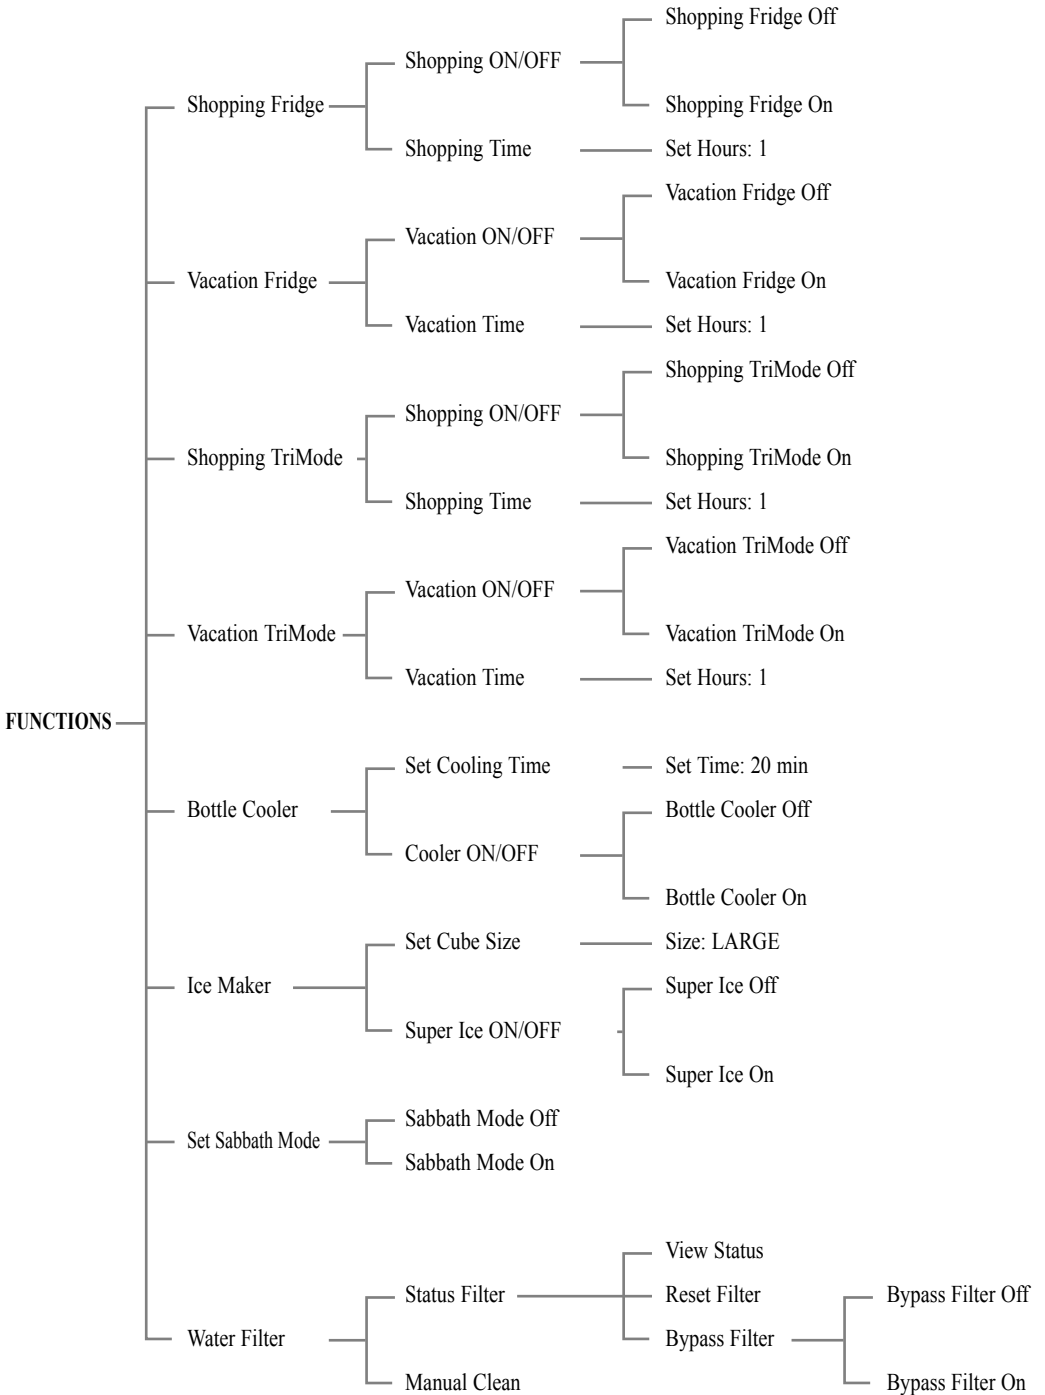 Shopping Fridge Off
Shopping ON/OFF
Shopping Fridge
Shopping Fridge On
Shopping Time
Set Hours: 1
Vacation Fridge Off
Vacation ON/OFF
Vacation Fridge
Vacation Fridge On
Vacation Time
Set Hours: 1
Shopping TriMode Off
Shopping ON/OFF
Shopping TriMode
Shopping TriMode On
Shopping Time
Set Hours: 1
Vacation TriMode Off
Vacation ON/OFF
Vacation TriMode
Vacation TriMode On
Vacation Time
Set Hours: 1
FUNCTIONS
Set Cooling Time
Set Time: 20 min
Bottle Cooler
Bottle Cooler Off
Cooler ON/OFF
Bottle Cooler On
Set Cube Size
Size: LARGE
Ice Maker
Super Ice Off
Super Ice ON/OFF
Super Ice On
Sabbath Mode Off
Set Sabbath Mode
Sabbath Mode On
View Status
Status Filter
Reset Filter
Bypass Filter Off
Water Filter
Bypass Filter
Manual Clean
Bypass Filter On